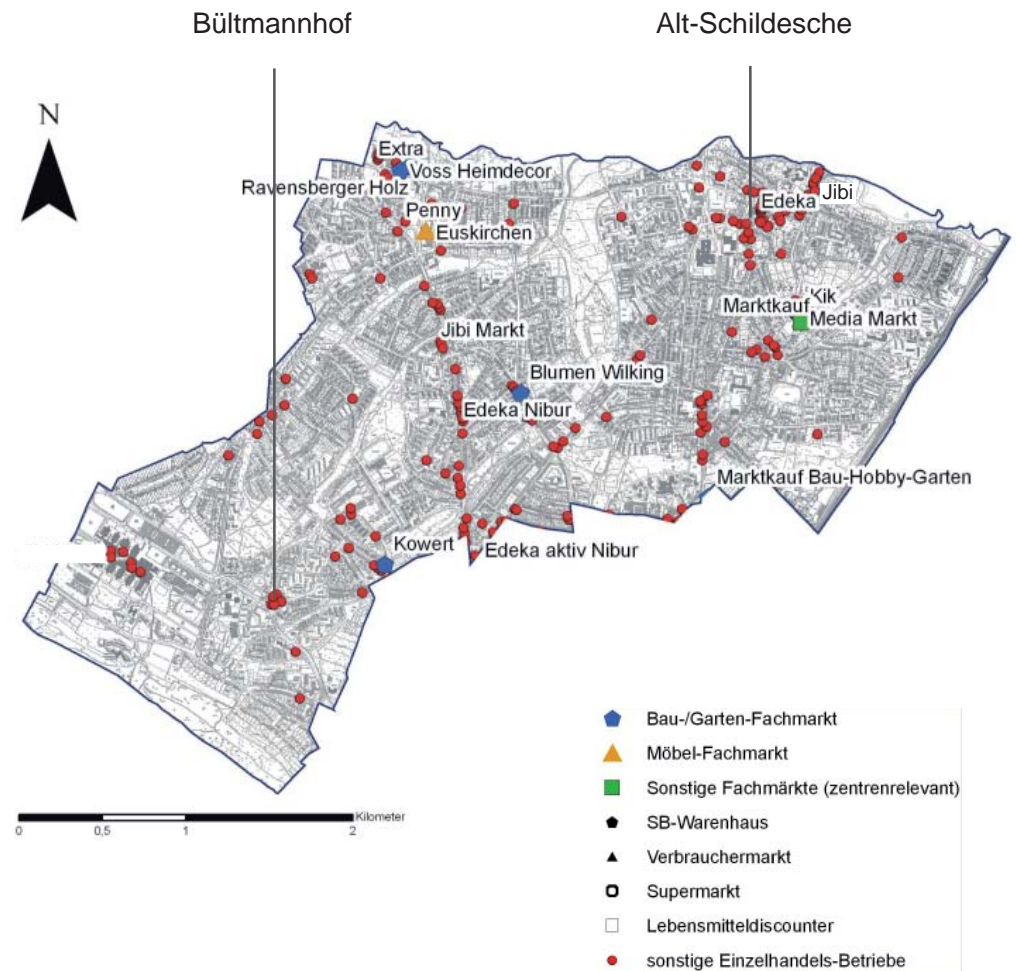 Bültmannhof
Alt-Schildesche
N
Extra
Voss Heimdecor
Ravensberger Holz
Penny
Euskirchen
Edeka
Jibi
Kik
Marktkauf
Media Markt
Jibi Markt
Blumen Wilking
Edeka Nibur
Marktkauf Bau-Hobby-Garten
Kowert
Edeka aktiv Nibur
Bau-/Garten-Fachmarkt
Möbel-Fachmarkt
Sonstige Fachmärkte (zentrenrelevant)
SB-Warenhaus
Verbrauchermarkt
Supermarkt
Lebensmitteldiscounter
sonstige Einzelhandels-Betriebe
Kilometer
0 0,5 1 2